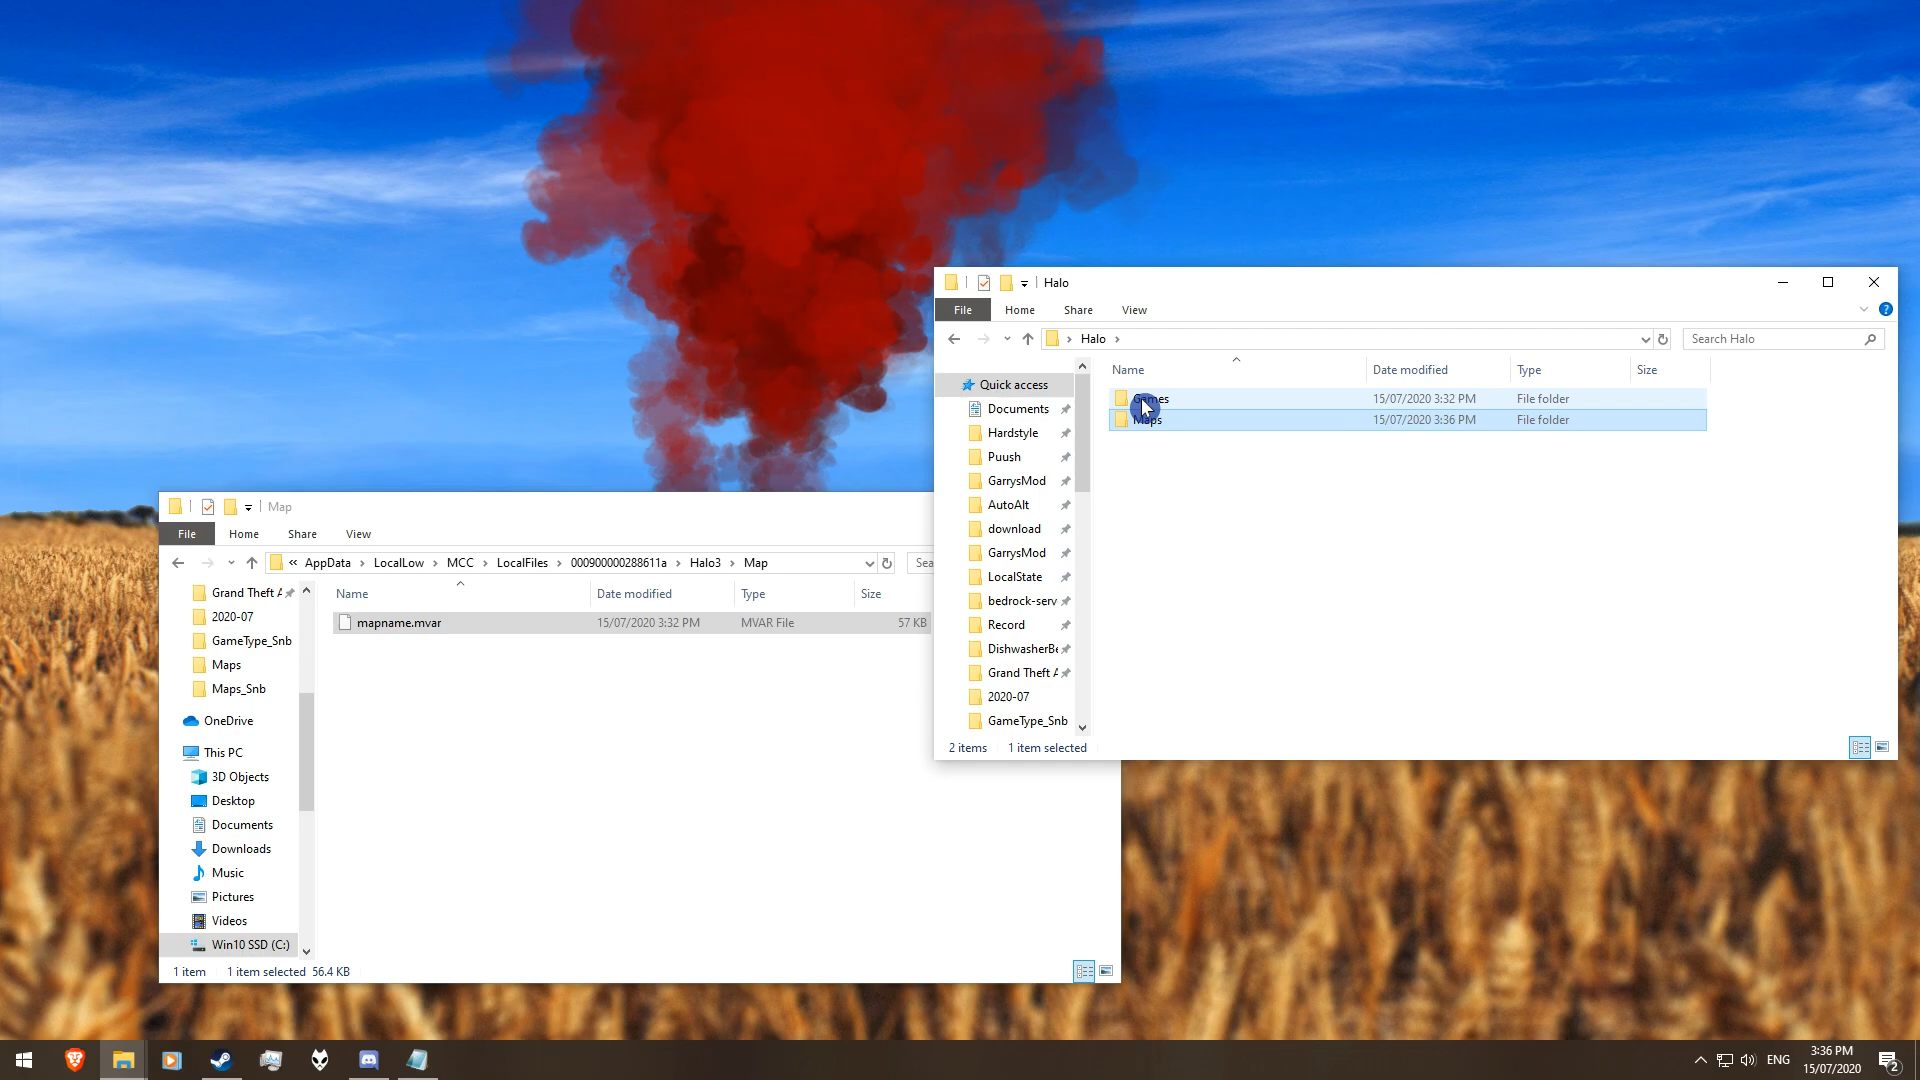 Halo
File Home Share View
Halo
Search Halo
Name Date modified Type Size
Quick access
Documents
Hardstyle
Puush
GarrysMod
AutoAlt
download
GarrysMod
LocalState
bedrock-serv
Record
DishwasherBe
Grand Theft A
2020-07
GameType_Snb
Games 15/07/2020 3:32 PM File folder
Maps 15/07/2020 3:36 PM File folder
2 items 1 item selected
Map
File Home Share View
« AppData LocalLow MCC LocalFiles 000900000288611a Halo3 Map
Sea
Name Date modified Type Size
Grand Theft A
2020-07
GameType_Snb
Maps
Maps_Snb
OneDrive
This PC
3D Objects
Desktop
Documents
Downloads
Music
Pictures
Videos
Win10 SSD (C:)
mapname.mvar 15/07/2020 3:32 PM MVAR File 57 KB
1 item 1 item selected 56.4 KB
ENG
3:36 PM
15/07/2020
2